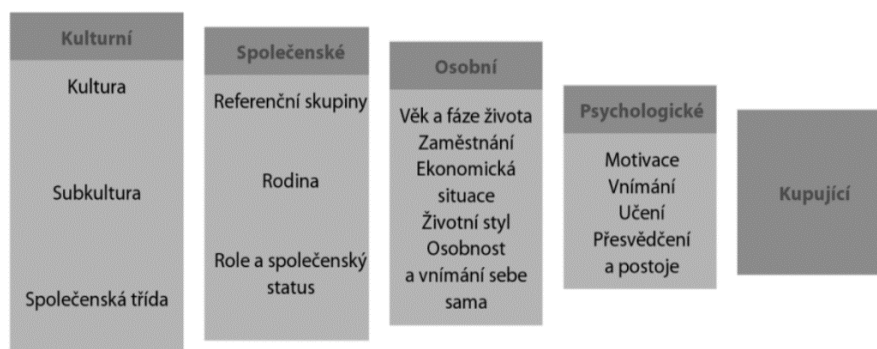 Kulturní
Kultura
Subkultura
Společenská třída
Společenské
Referenční skupiny
Rodina
Role a společenský
status
Osobní
Věk a fáze života
Zaměstnání
Ekonomická
situace
Životní styl
Osobnost
a vnímání sebe
sama
Psychologické
Motivace
Vnímání
Učení
Přesvědčení
a postoje
Kupující